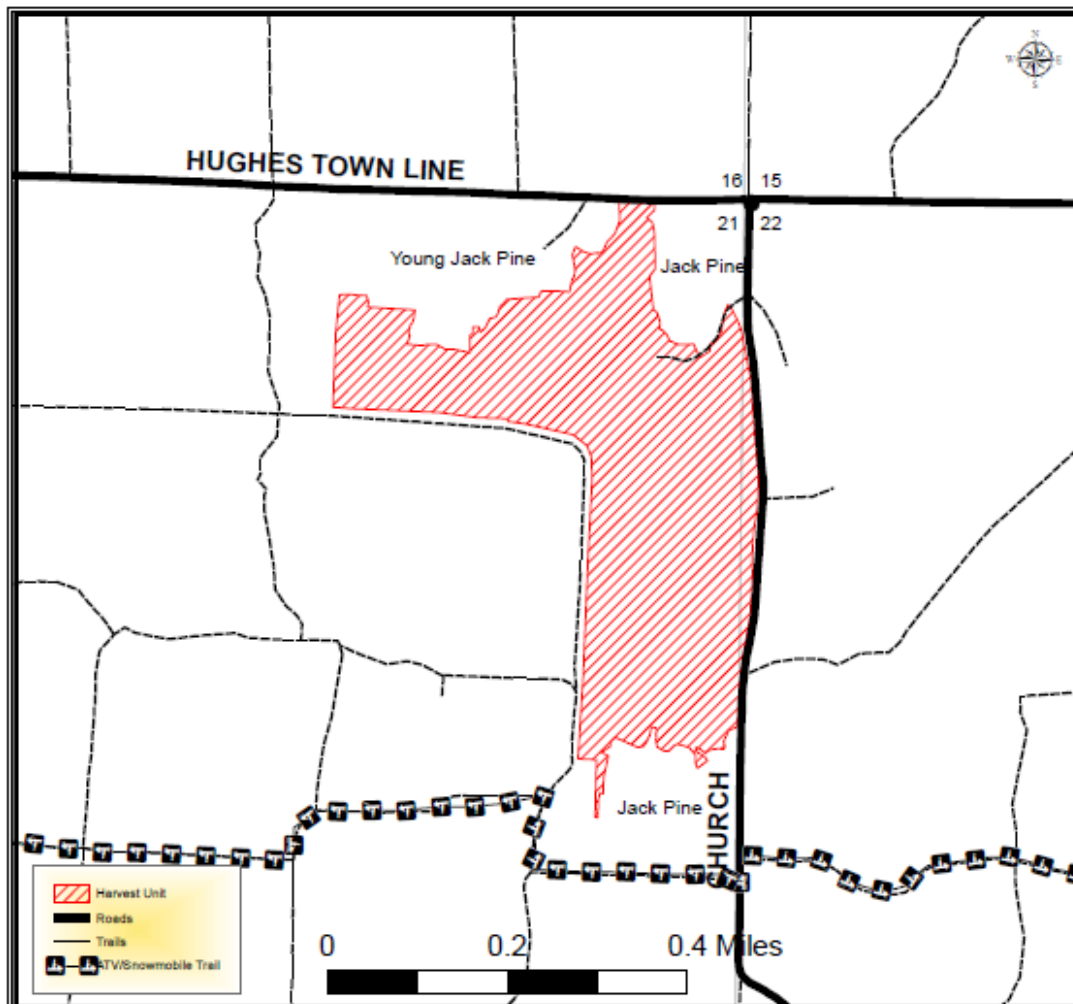 N
W E
S
HUGHES TOWN LINE
16 15
21 22
Young Jack Pine
Jack Pine
Jack Pine
CHURCH
Harvest Unit
Roads
Trails
ATV/Snowmobile Trail
0 0.2 0.4 Miles